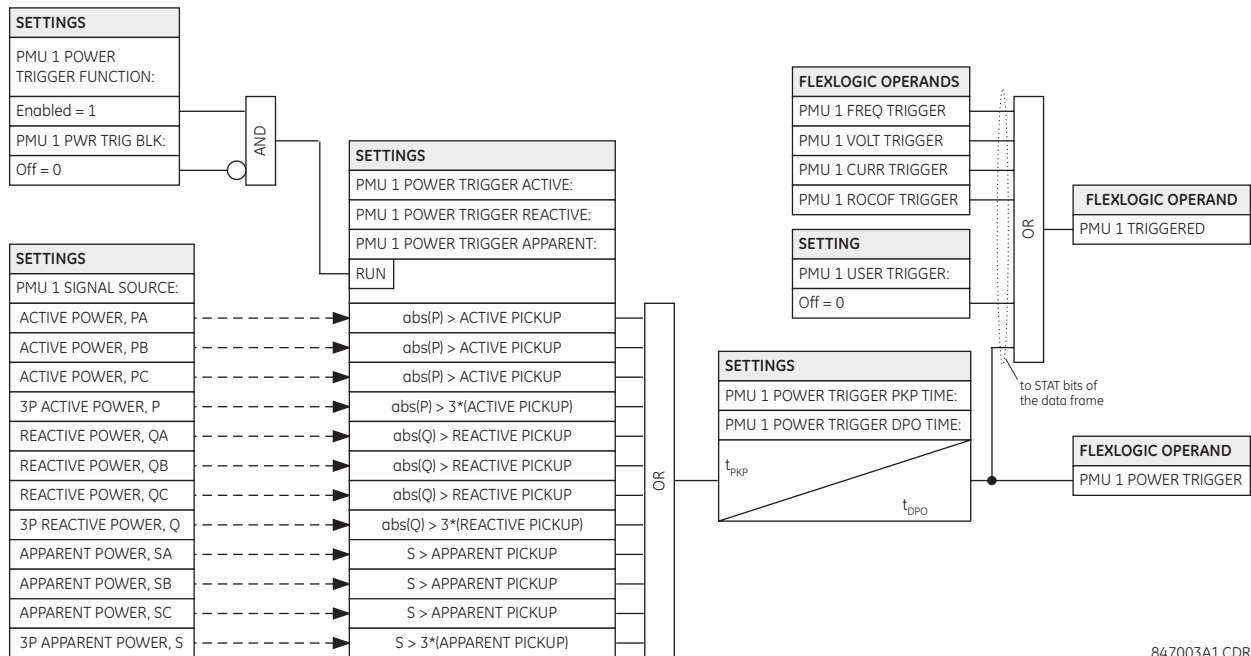 SETTINGS
PMU 1 POWER
TRIGGER FUNCTION:
Enabled = 1
PMU 1 PWR TRIG BLK:
Off = 0
AND
SETTINGS
PMU 1 SIGNAL SOURCE:
ACTIVE POWER, PA
ACTIVE POWER, PB
ACTIVE POWER, PC
3P ACTIVE POWER, P
REACTIVE POWER, QA
REACTIVE POWER, QB
REACTIVE POWER, QC
3P REACTIVE POWER, Q
APPARENT POWER, SA
APPARENT POWER, SB
APPARENT POWER, SC
3P APPARENT POWER, S
SETTINGS
PMU 1 POWER TRIGGER ACTIVE:
PMU 1 POWER TRIGGER REACTIVE:
PMU 1 POWER TRIGGER APPARENT:
RUN
abs(P) > ACTIVE PICKUP
abs(P) > ACTIVE PICKUP
abs(P) > ACTIVE PICKUP
abs(P) > 3*(ACTIVE PICKUP)
abs(Q) > REACTIVE PICKUP
abs(Q) > REACTIVE PICKUP
abs(Q) > REACTIVE PICKUP
abs(Q) > 3*(REACTIVE PICKUP)
S > APPARENT PICKUP
S > APPARENT PICKUP
S > APPARENT PICKUP
S > 3*(APPARENT PICKUP)
OR
SETTINGS
PMU 1 POWER TRIGGER PKP TIME:
PMU 1 POWER TRIGGER DPO TIME:
tPKP
tDPO
FLEXLOGIC OPERANDS
PMU 1 FREQ TRIGGER
PMU 1 VOLT TRIGGER
PMU 1 CURR TRIGGER
PMU 1 ROCOF TRIGGER
SETTING
PMU 1 USER TRIGGER:
Off = 0
OR
to STAT bits of
the data frame
FLEXLOGIC OPERAND
PMU 1 TRIGGERED
FLEXLOGIC OPERAND
PMU 1 POWER TRIGGER
847003A1.CDR